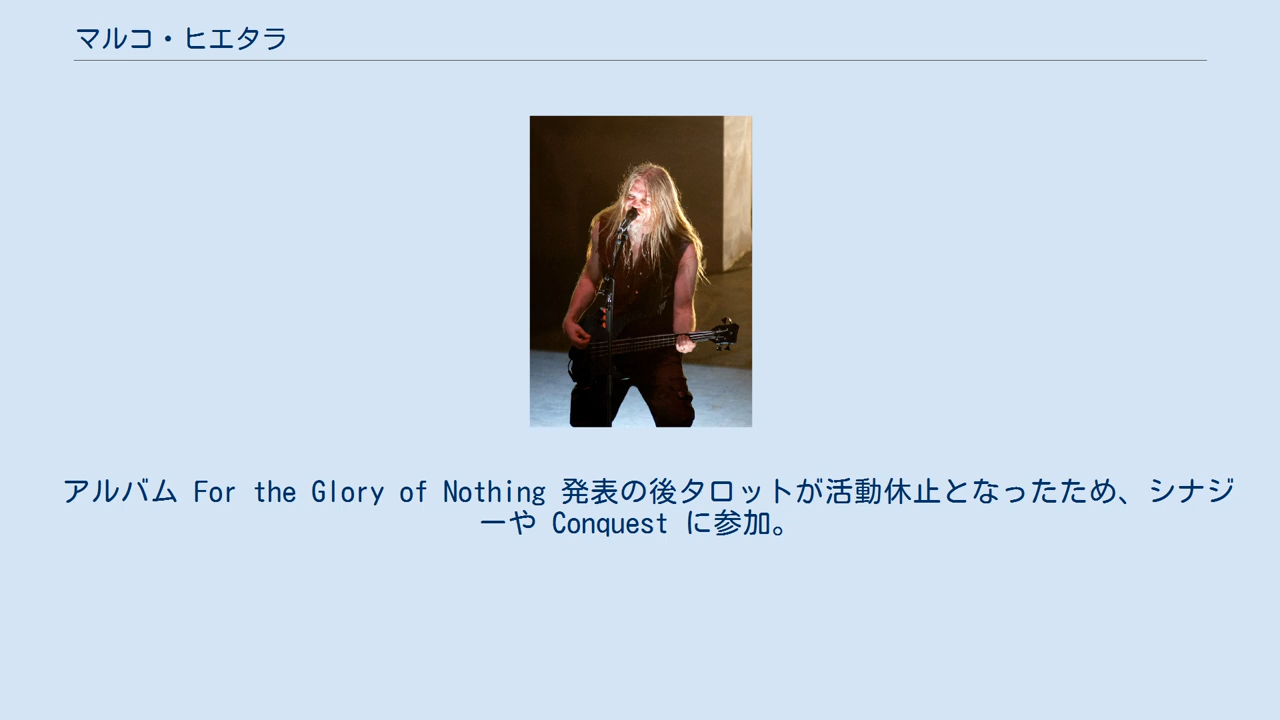 マルコ・ヒエタラ
アルバム For the Glory of Nothing 発表の後タロットが活動休止となったため、シナジ
ーや Conquest に参加。